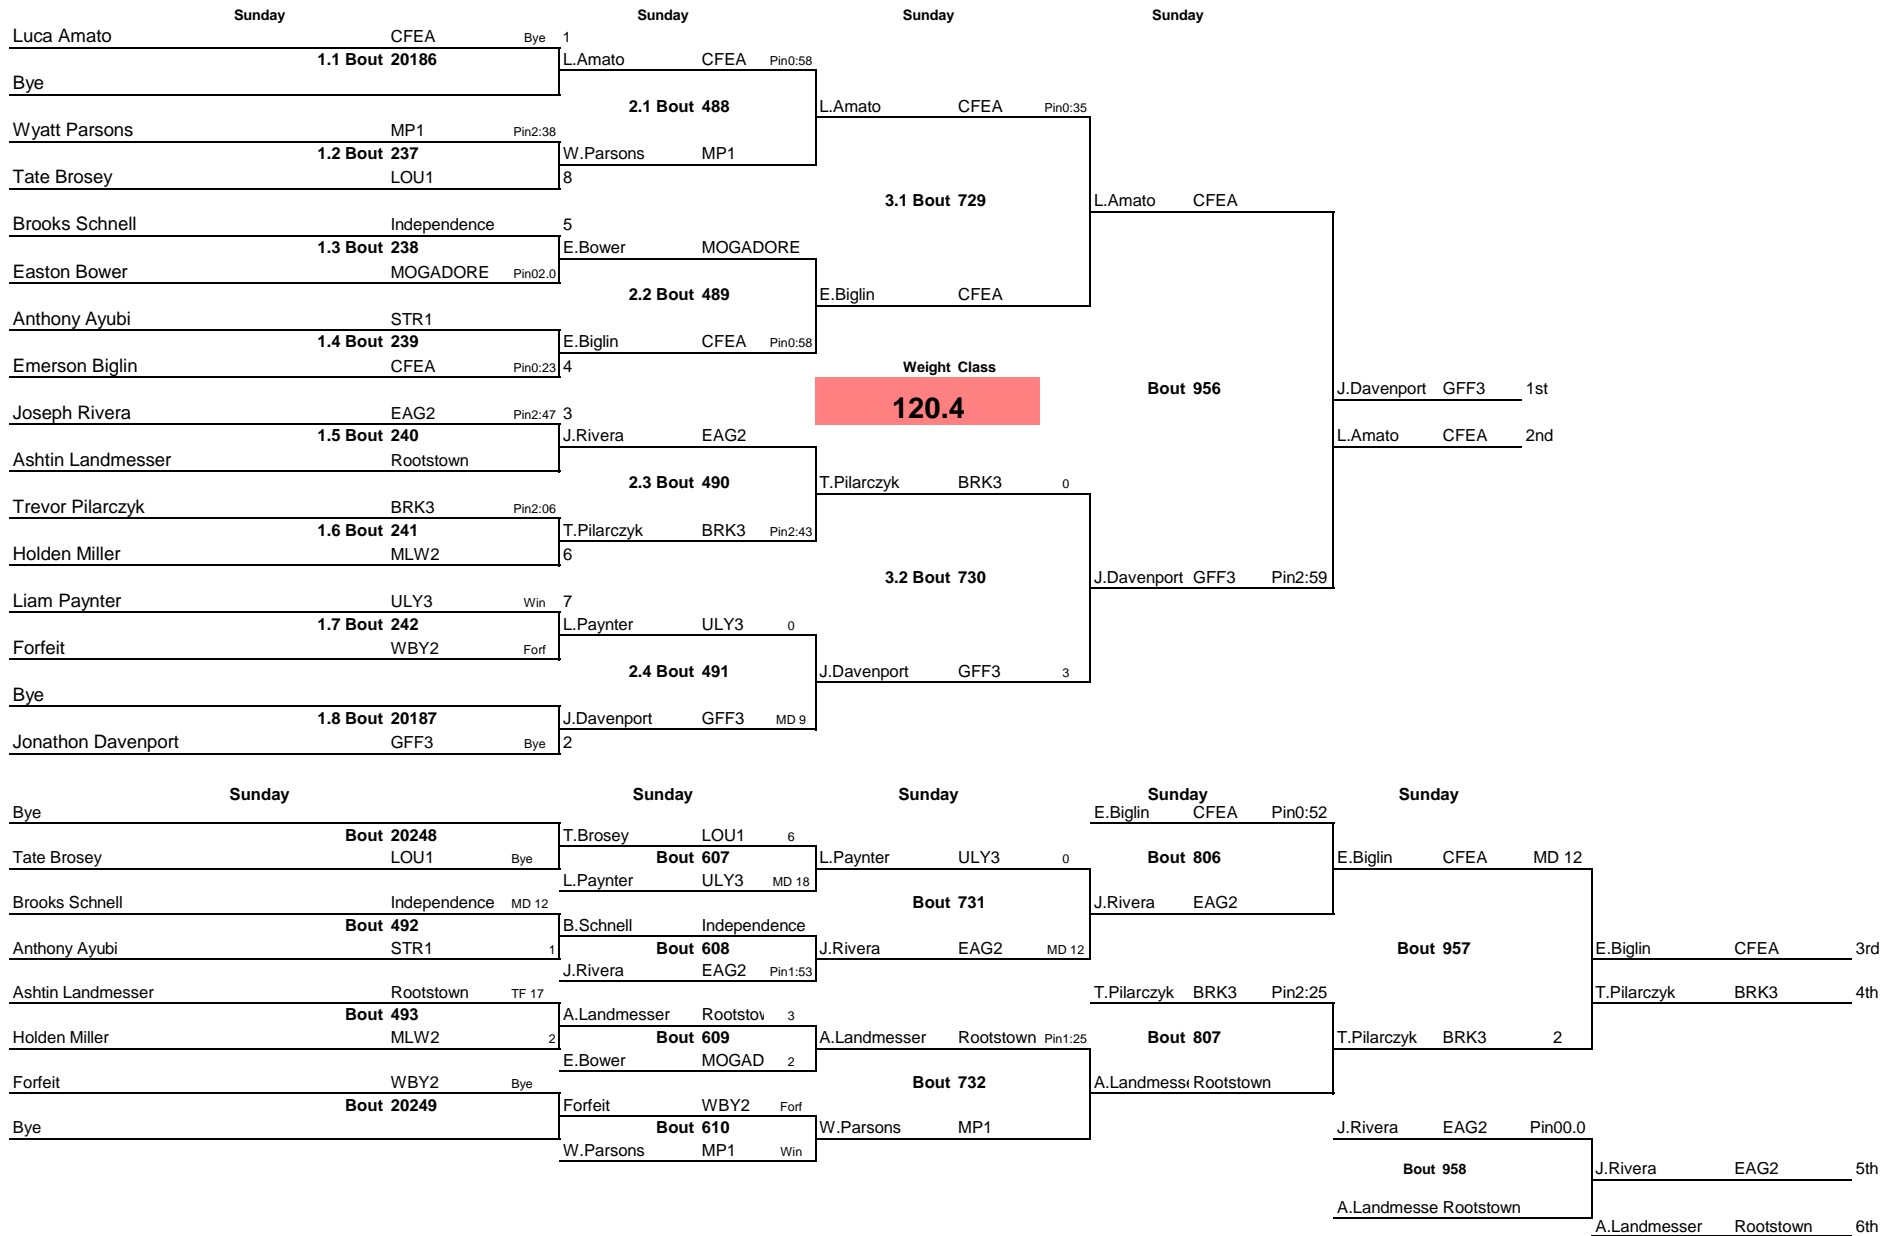 Sunday Sunday Sunday Sunday
Luca Amato CFEA Bye 1
1.1 Bout 20186 L.Amato CFEA Pin0:58
Bye
2.1 Bout 488 L.Amato CFEA Pin0:35
Wyatt Parsons MP1 Pin2:38
1.2 Bout 237 W.Parsons MP1
Tate Brosey LOU1 8
3.1 Bout 729 L.Amato CFEA
Brooks Schnell Independence 5
1.3 Bout 238 E.Bower MOGADORE
Easton Bower MOGADORE Pin02.0
2.2 Bout 489 E.Biglin CFEA
Anthony Ayubi STR1
1.4 Bout 239 E.Biglin CFEA Pin0:58
Emerson Biglin CFEA Pin0:23 4 Weight Class
Bout 956 J.Davenport GFF3 1st
120.4
Joseph Rivera EAG2 Pin2:47 3
1.5 Bout 240 J.Rivera EAG2 L.Amato CFEA 2nd
Ashtin Landmesser Rootstown
2.3 Bout 490 T.Pilarczyk BRK3 0
Trevor Pilarczyk BRK3 Pin2:06
1.6 Bout 241 T.Pilarczyk BRK3 Pin2:43
Holden Miller MLW2 6
3.2 Bout 730 J.Davenport GFF3 Pin2:59
Liam Paynter ULY3 Win 7
1.7 Bout 242 L.Paynter ULY3 0
Forfeit WBY2 Forf
2.4 Bout 491 J.Davenport GFF3 3
Bye
1.8 Bout 20187 J.Davenport GFF3 MD 9
Jonathon Davenport GFF3 Bye 2
Sunday Sunday Sunday Sunday Sunday
Bye E.Biglin CFEA Pin0:52
Bout 20248 T.Brosey LOU1 6
Tate Brosey LOU1 Bye Bout 607 L.Paynter ULY3 0 Bout 806 E.Biglin CFEA MD 12
L.Paynter ULY3 MD 18
Brooks Schnell Independence MD 12 Bout 731 J.Rivera EAG2
Bout 492 B.Schnell Independence
Anthony Ayubi STR1 1 Bout 608 J.Rivera EAG2 MD 12 Bout 957 E.Biglin CFEA 3rd
J.Rivera EAG2 Pin1:53
Ashtin Landmesser Rootstown TF 17 T.Pilarczyk BRK3 Pin2:25 T.Pilarczyk BRK3 4th
Bout 493 A.Landmesser Rootstov 3
Holden Miller MLW2 2 Bout 609 A.Landmesser Rootstown Pin1:25 Bout 807 T.Pilarczyk BRK3 2
E.Bower MOGAD 2
Forfeit WBY2 Bye Bout 732 A.Landmesse Rootstown
Bout 20249 Forfeit WBY2 Forf
Bye Bout 610 W.Parsons MP1 J.Rivera EAG2 Pin00.0
W.Parsons MP1 Win
Bout 958 J.Rivera EAG2 5th
A.Landmesse Rootstown
A.Landmesser Rootstown 6th